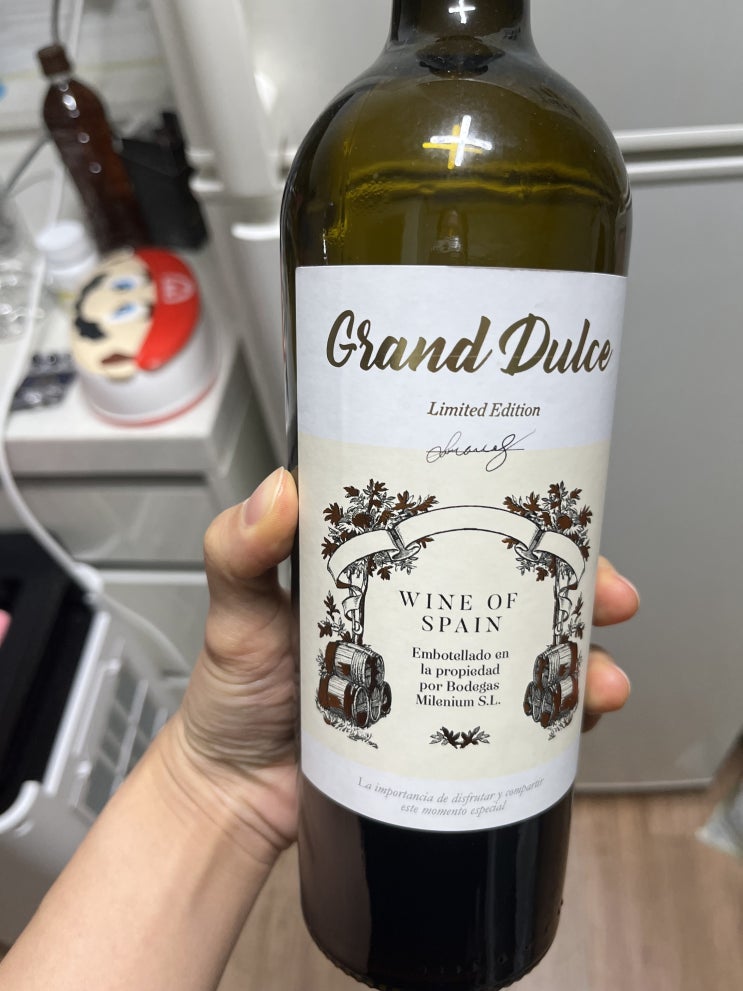 Grand Dulce
Limited Edition
WINE OF
SPAIN
Embotellado en
la propiedad
por Bodegas
Milenium S.L.
La importancia de disfrutar y compartir
este momento especial